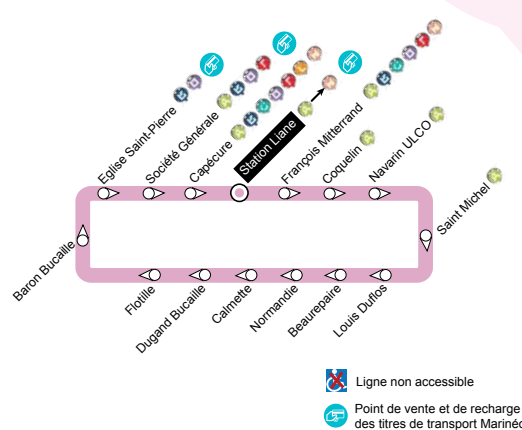 Eglise Saint-Pierre
Société Générale
Capécure
Station Liane
François Mitterrand
Coquelin
Navarin ULCO
Saint Michel
Baron Bucaille
Flotille
Dugand Bucaille
Calmette
Normandie
Beaurepaire
Louis Duflos
Ligne non accessible
Point de vente et de recharge
des titres de transport